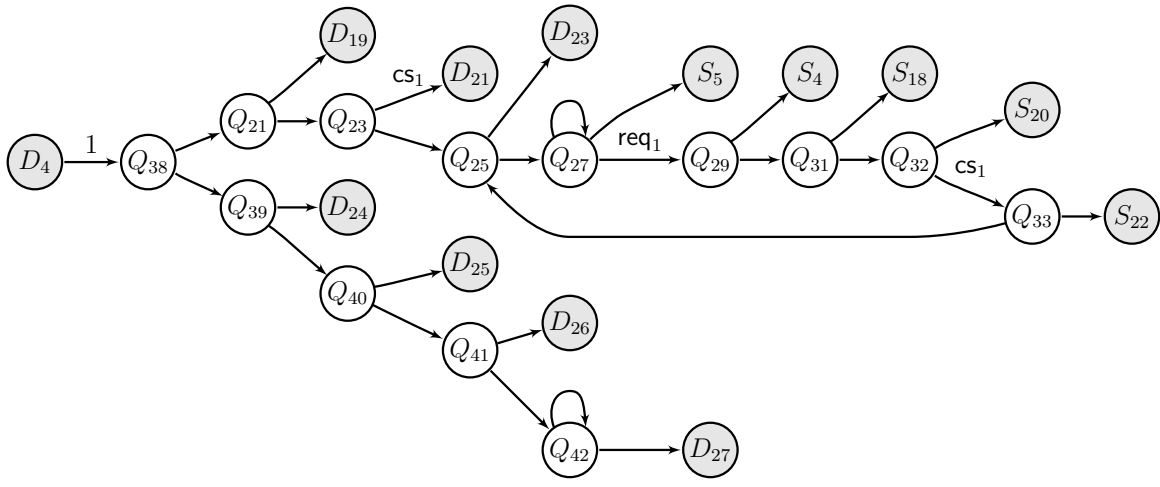 D₁₉
D₂₃
cs₁
D₂₁
S₅
S₄
S₁₈
S₂₀
Q₂₁
Q₂₃
req₁
D₄
1
Q₃₈
Q₂₅
Q₂₇
Q₂₉
Q₃₁
Q₃₂
cs₁
Q₃₉
D₂₄
Q₃₃
S₂₂
D₂₅
Q₄₀
D₂₆
Q₄₁
Q₄₂
D₂₇